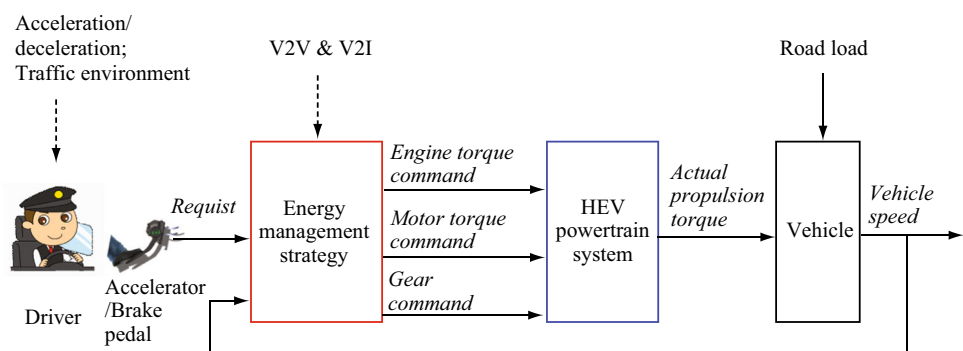 Acceleration/
deceleration;
Traffic environment
V2V & V2I
Road load
Engine torque
command
Motor torque
command
Gear
command
Requist
Energy
management
strategy
HEV
powertrain
system
Actual
propulsion
torque
Vehicle
Vehicle
speed
Driver
Accelerator
/Brake
pedal